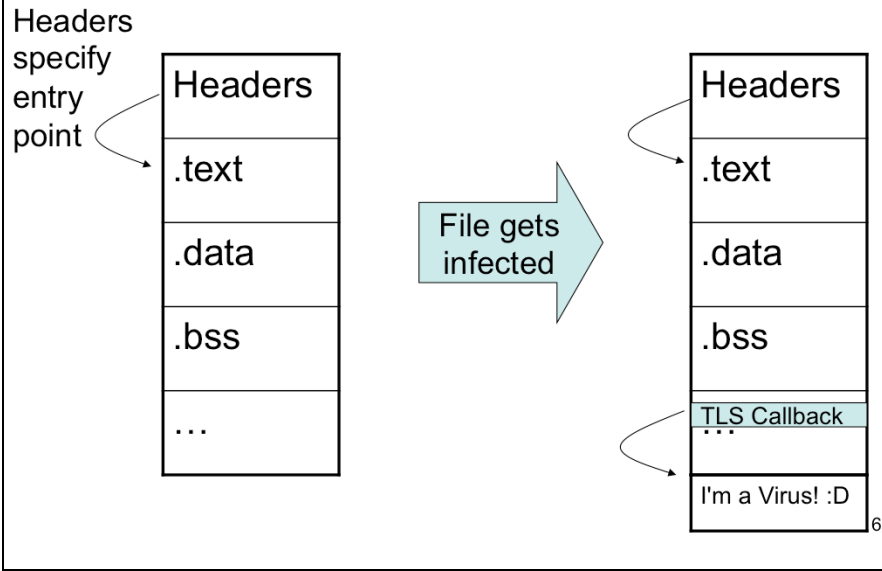 Headers
specify
entry
point
Headers
.text
.data
.bss
...
File gets
infected
Headers
.text
.data
.bss
TLS Callback
...
I'm a Virus! :D
6